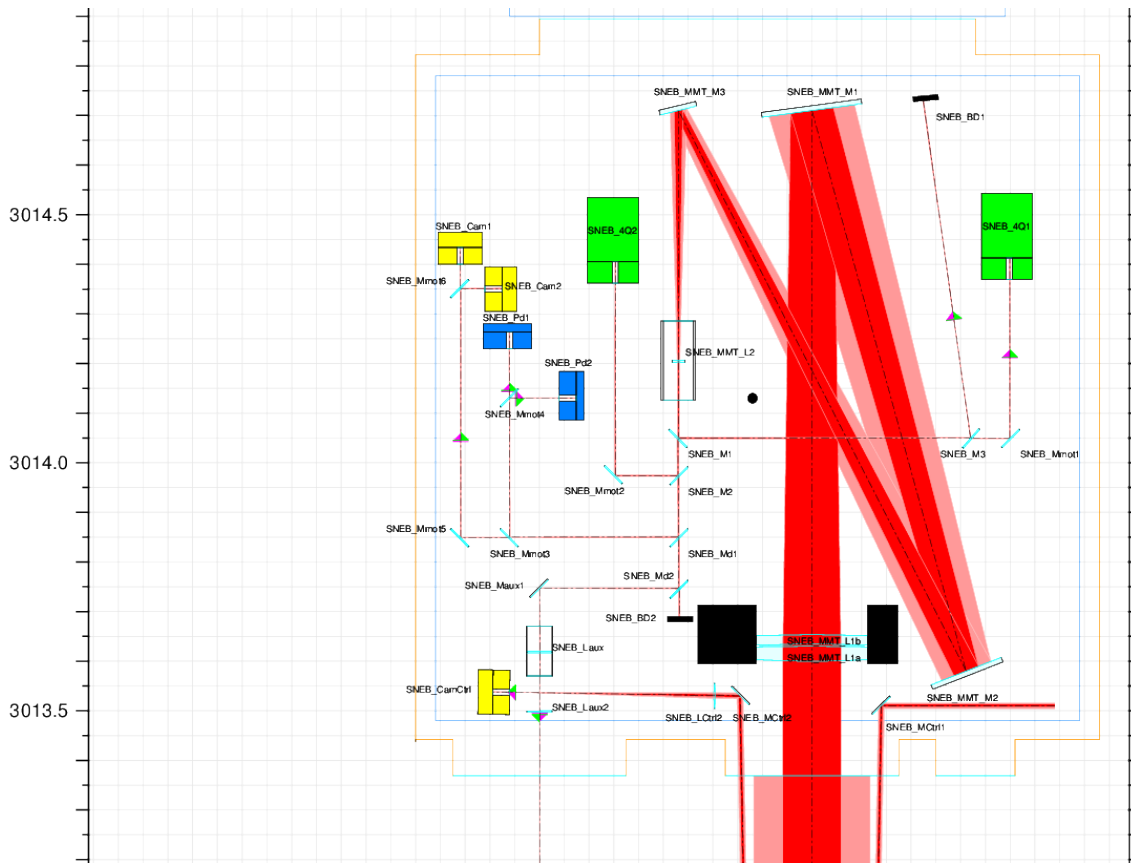 SNEB_MMT_M3
SNEB_MMT_M1
SNEB_BD1
3014.5
SNEB_Cam1
SNEB_4Q2
SNEB_4Q1
SNEB_Mmot6
SNEB_Cam2
SNEB_Pd1
SNEB_MMT_L2
SNEB_Pd2
SNEB_Mmot4
SNEB_M1
SNEB_M3
SNEB_Mmot1
3014.0
SNEB_Mmot2
SNEB_M2
SNEB_Mmot5
SNEB_Mmot3
SNEB_Md1
SNEB_Maux1
SNEB_Md2
SNEB_BD2
SNEB_MMT_L1b
SNEB_Laux
SNEB_MMT_L1a
SNEB_CamCtrl
SNEB_MMT_M2
SNEB_Laux2
3013.5
SNEB_LCtrl2
SNEB_MCtrl2
SNEB_MCtrl1